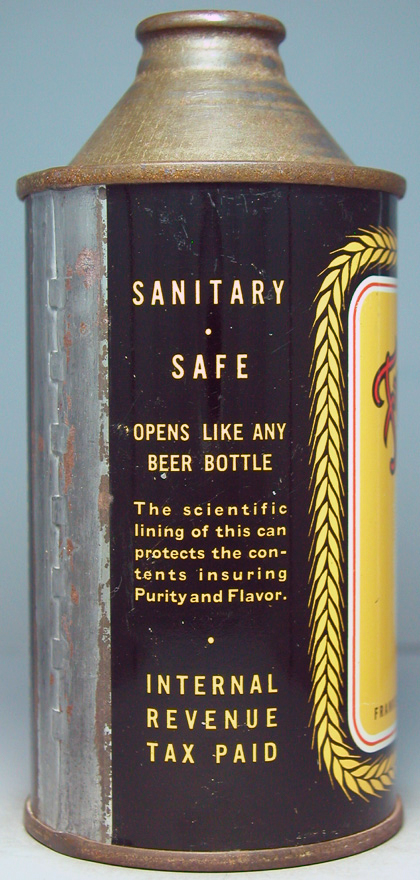 SANITARY
SAFE
OPENS LIKE ANY
BEER BOTTLE
The scientific
lining of this can
protects the con-
tents insuring
Purity and Flavor.
INTERNAL
REVENUE
TAX PAID